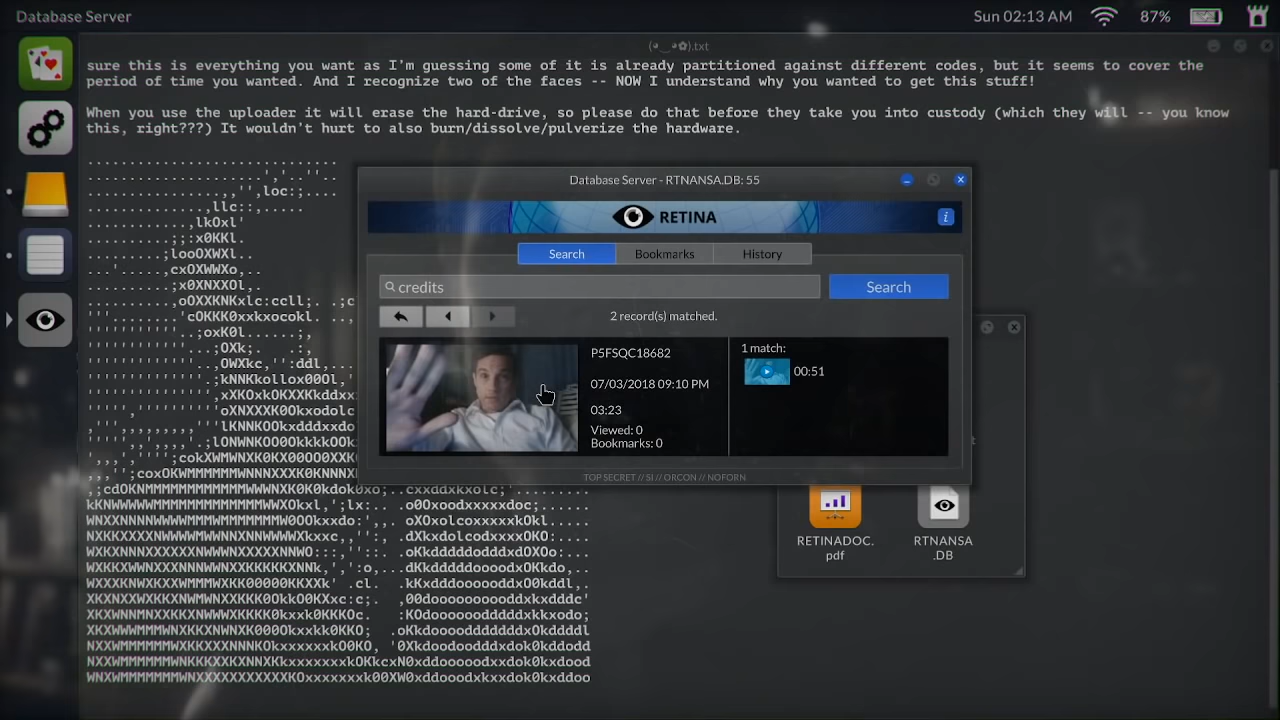 Database Server
Sun 02:13 AM
87%
(◕‿◕✿).txt
sure this is everything you want as I'm guessing some of it is already partitioned against different codes, but it seems to cover the
period of time you wanted. And I recognize two of the faces -- NOW I understand why you wanted to get this stuff!
When you use the uploader it will erase the hard-drive, so please do that before they take you into custody (which they will -- you know
this, right???) It wouldn't hurt to also burn/dissolve/pulverize the hardware.
Database Server - RTNANSA.DB: 55
RETINA
i
Search
Bookmarks
History
credits
Search
2 record(s) matched.
P5FSQC18682
07/03/2018 09:10 PM
03:23
Viewed: 0
Bookmarks: 0
1 match:
00:51
TOP SECRET // SI // ORCON // NOFORN
RETINADOC.
pdf
RTNANSA
.DB